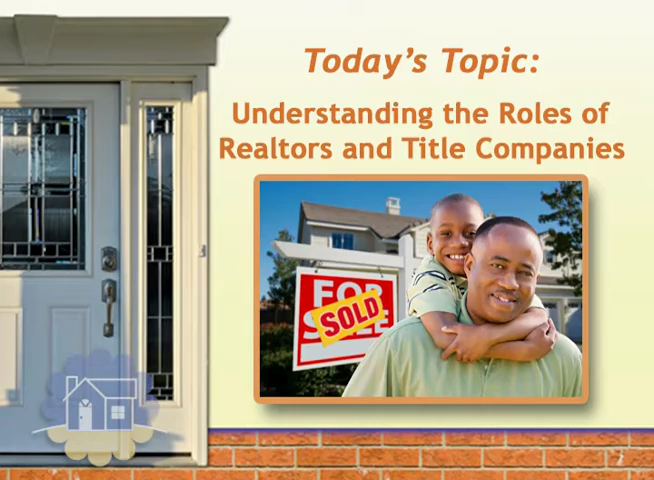 Today's Topic:
Understanding the Roles of
Realtors and Title Companies
FOR
SOLD
SALE